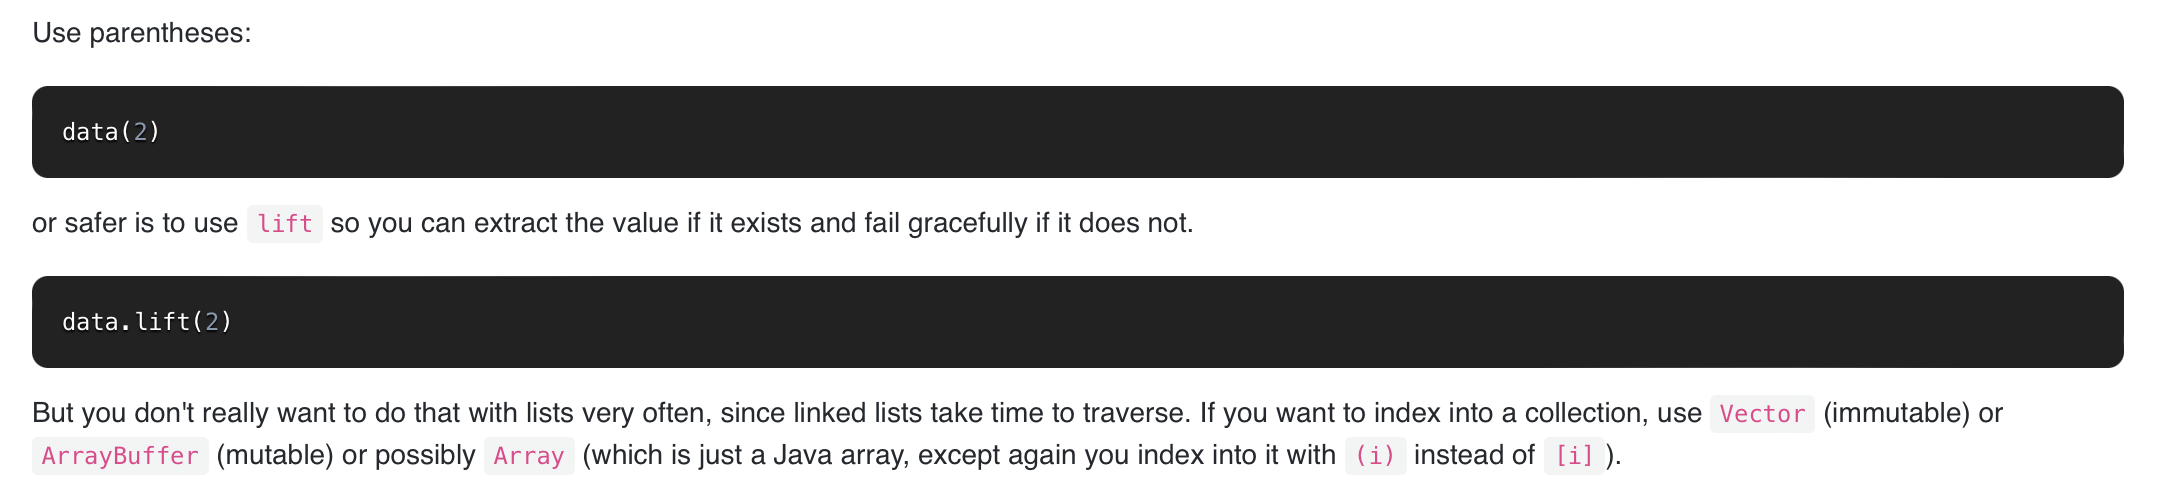 Use parentheses:
data(2)
or safer is to use lift so you can extract the value if it exists and fail gracefully if it does not.
data.lift(2)
But you don't really want to do that with lists very often, since linked lists take time to traverse. If you want to index into a collection, use Vector (immutable) or
ArrayBuffer (mutable) or possibly Array (which is just a Java array, except again you index into it with (i) instead of [i] ).